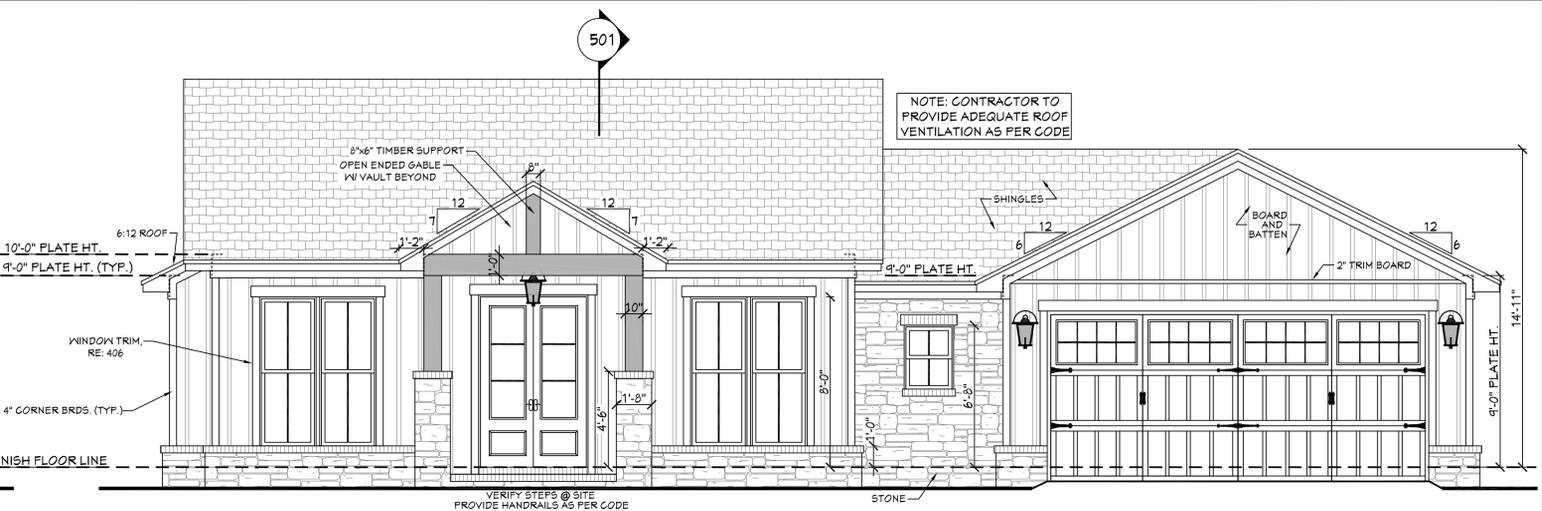 501
NOTE: CONTRACTOR TO
PROVIDE ADEQUATE ROOF
VENTILATION AS PER CODE
8"x6" TIMBER SUPPORT
OPEN ENDED GABLE
W/ VAULT BEYOND
8"
12
7
12
7
SHINGLES
BOARD
AND
BATTEN
12
6
12
6
6:12 ROOF
1'-2"
1'-2"
10'-0" PLATE HT.
9'-0" PLATE HT. (TYP.)
1'-0"
9'-0" PLATE HT.
2" TRIM BOARD
14'-11"
10"
WINDOW TRIM,
RE: 406
8'-0"
6'-8"
9'-0" PLATE HT.
1'-8"
4" CORNER BRDS. (TYP.)
4'-6"
1'-0"
NISH FLOOR LINE
VERIFY STEPS @ SITE
PROVIDE HANDRAILS AS PER CODE
STONE